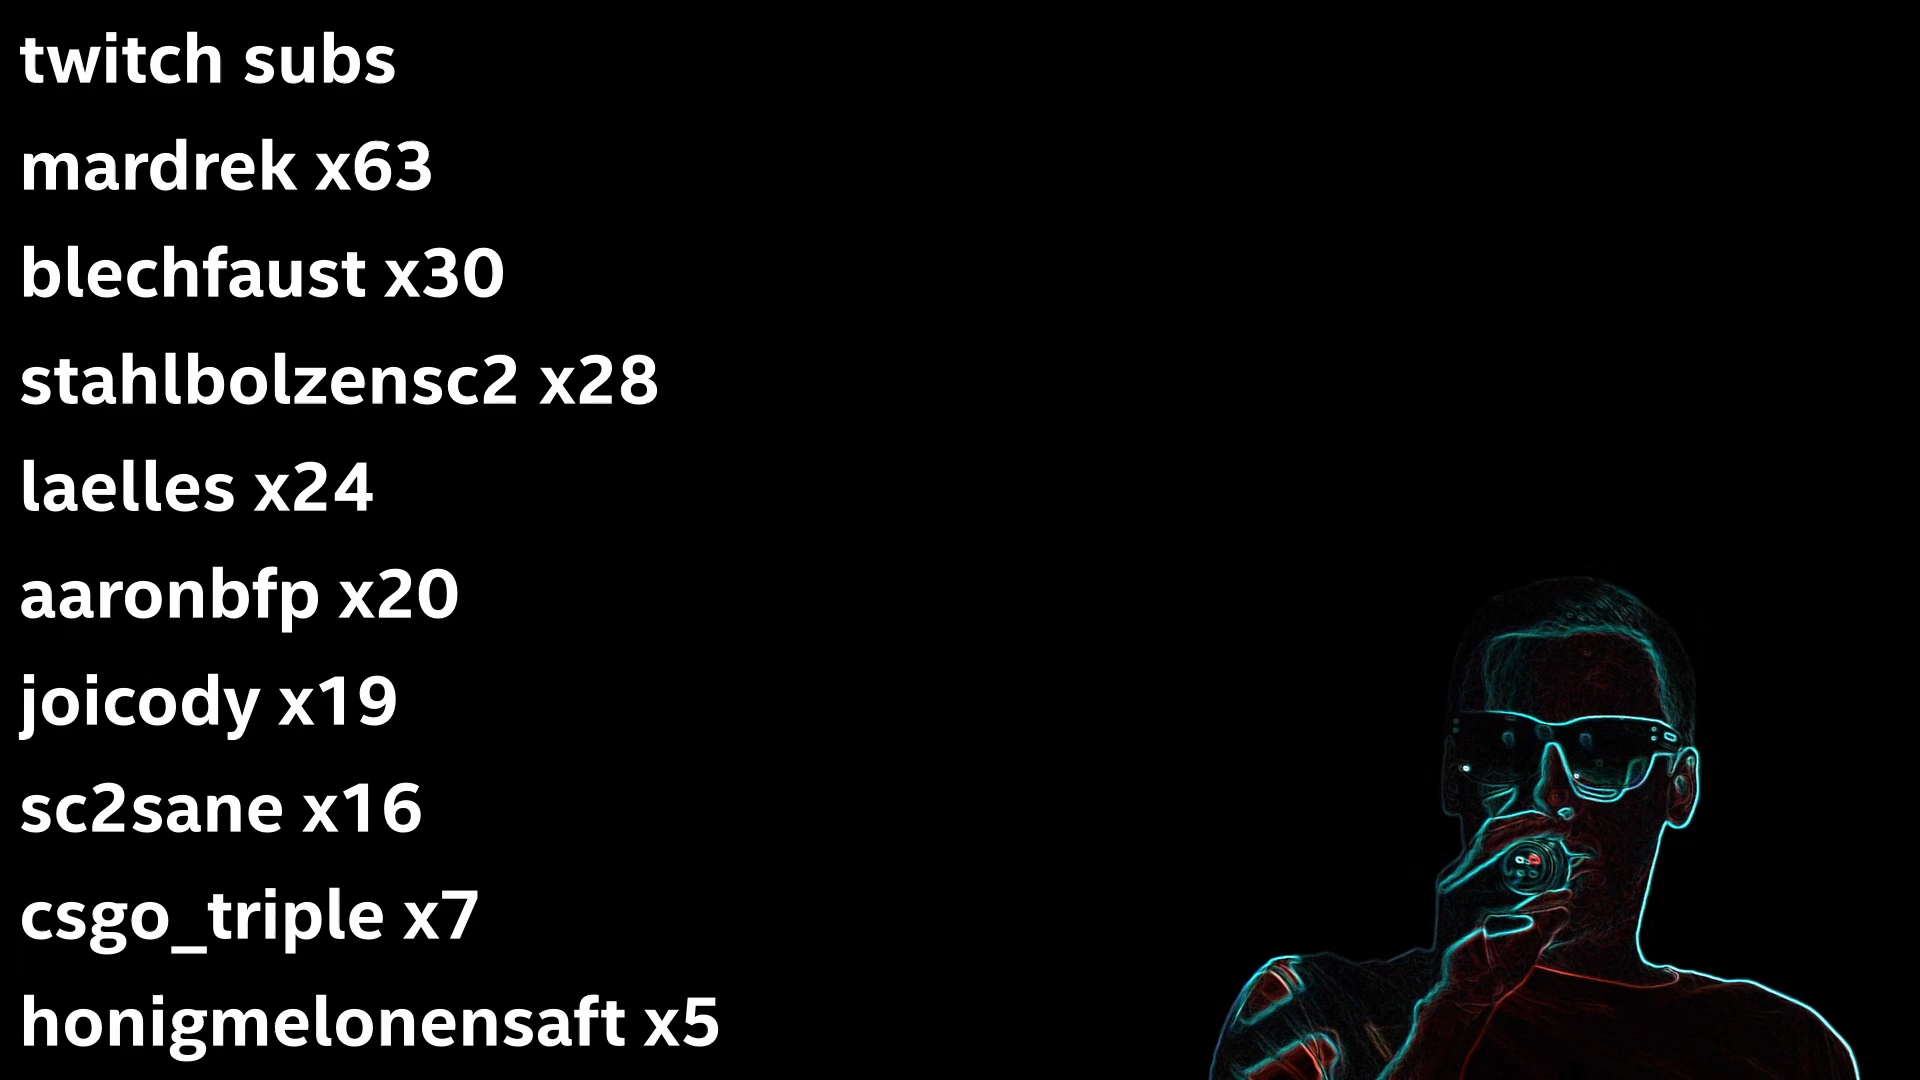 twitch subs
mardrek x63
blechfaust x30
stahlbolzensc2 x28
laelles x24
aaronbfp x20
joicody x19
sc2sane x16
csgo_triple x7
honigmelonensaft x5